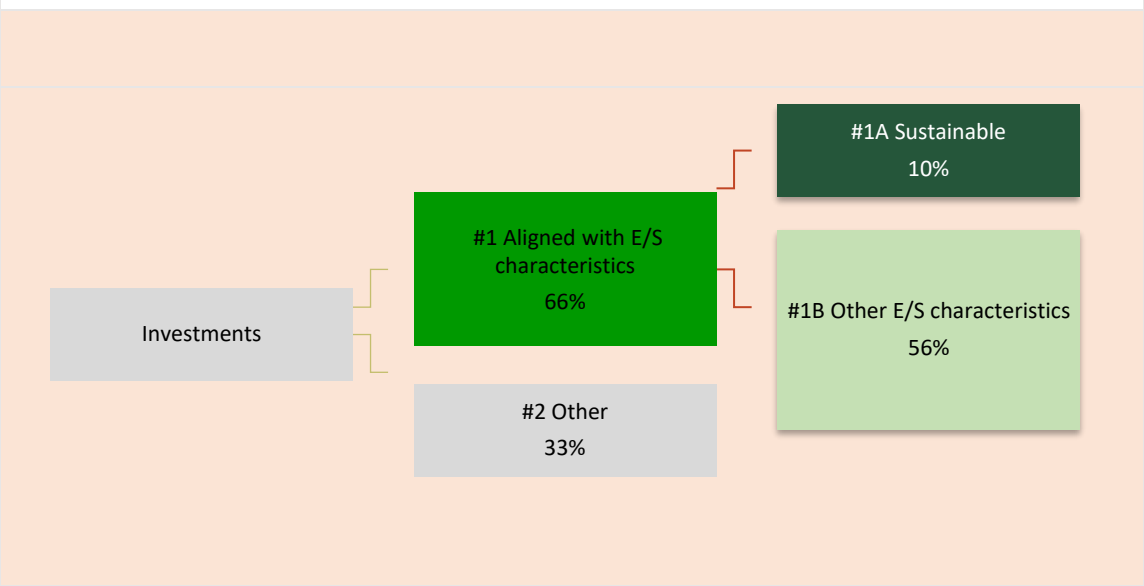 Investments
#1 Aligned with E/S
characteristics
66%
#2 Other
33%
#1A Sustainable
10%
#1B Other E/S characteristics
56%